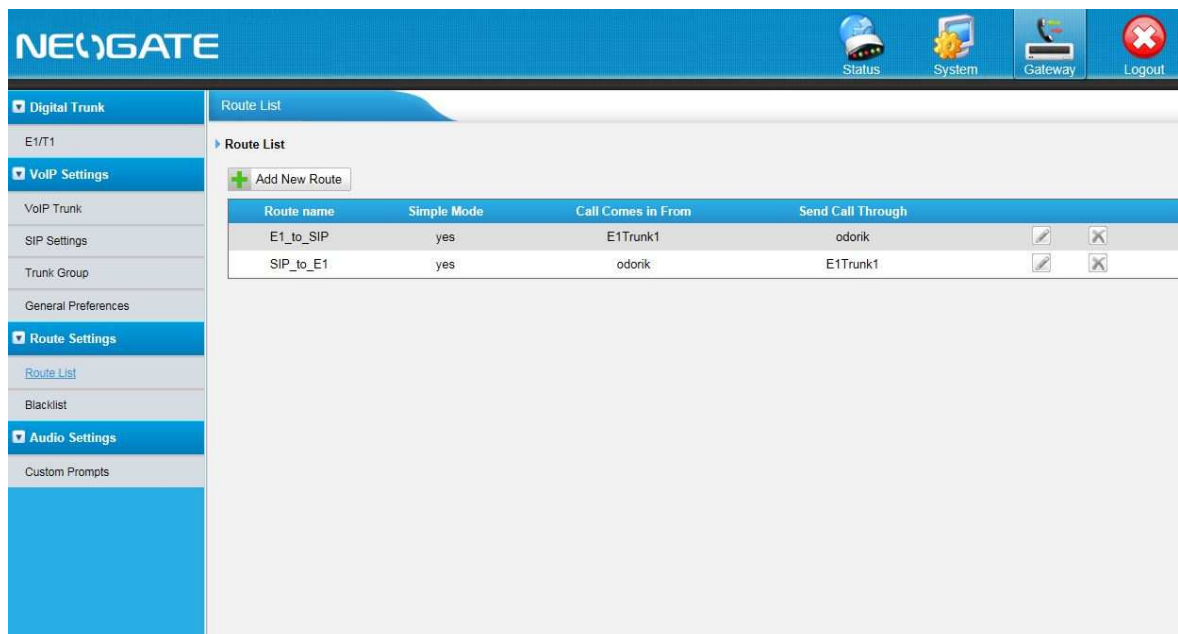 NEOGATE
Status
System
Gateway
Logout
Digital Trunk
E1/T1
VoIP Settings
VoIP Trunk
SIP Settings
Trunk Group
General Preferences
Route Settings
Route List
Blacklist
Audio Settings
Custom Prompts
Route List
Route List
Add New Route
Route name Simple Mode Call Comes in From Send Call Through
E1_to_SIP yes E1Trunk1 odorik
SIP_to_E1 yes odorik E1Trunk1